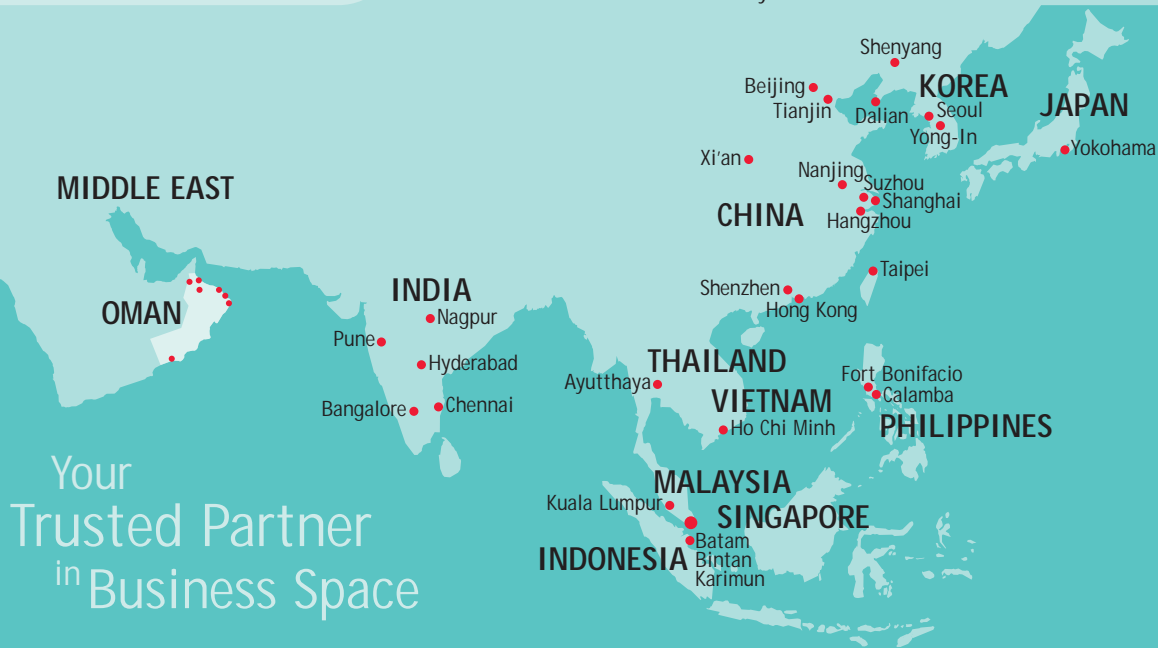 Shenyang
Beijing
KOREA
Tianjin
Dalian
Seoul
JAPAN
Yong-In
Yokohama
Xi'an
Nanjing
Suzhou
MIDDLE EAST
Shanghai
CHINA
Hangzhou
Taipei
Shenzhen
INDIA
Hong Kong
OMAN
Nagpur
Pune
THAILAND
Hyderabad
Fort Bonifacio
Ayutthaya
Calamba
VIETNAM
Bangalore
Chennai
Ho Chi Minh
PHILIPPINES
Your
Trusted Partner
in Business Space
MALAYSIA
Kuala Lumpur
SINGAPORE
Batam
INDONESIA
Bintan
Karimun